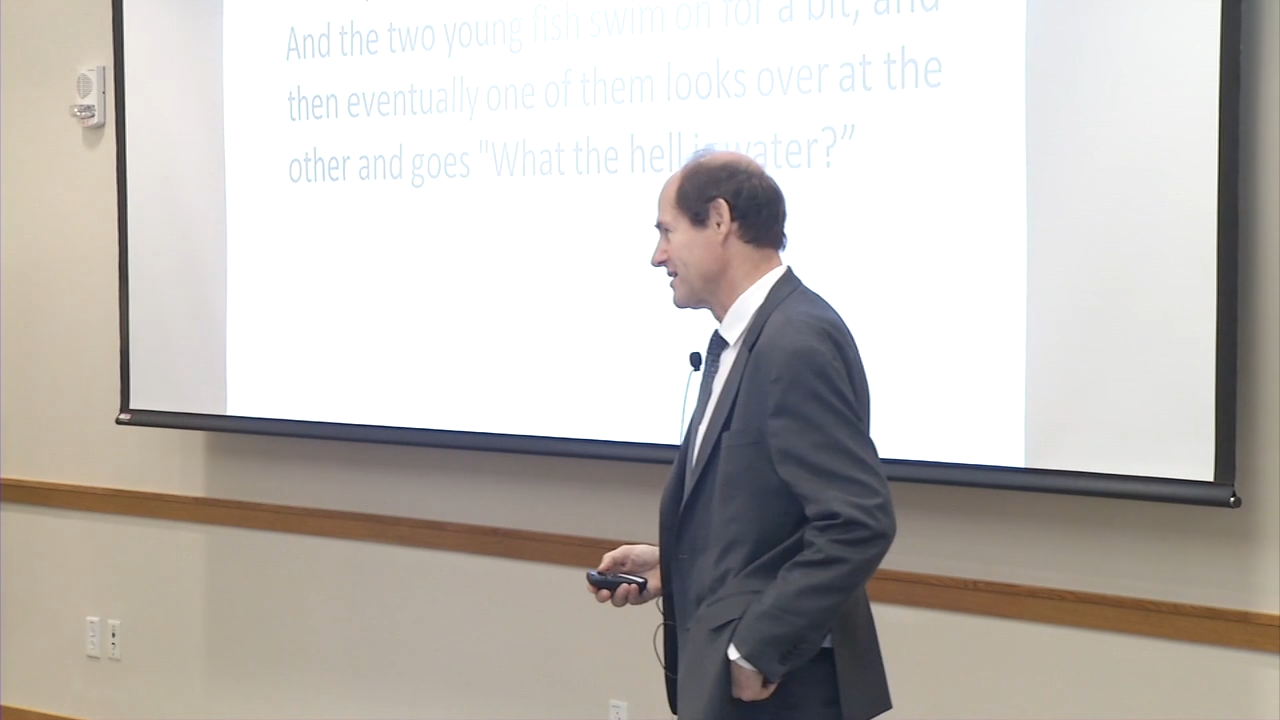 And the two young fish swim on for a bit, and
then eventually one of them looks over at the
other and goes "What the hell is water?”